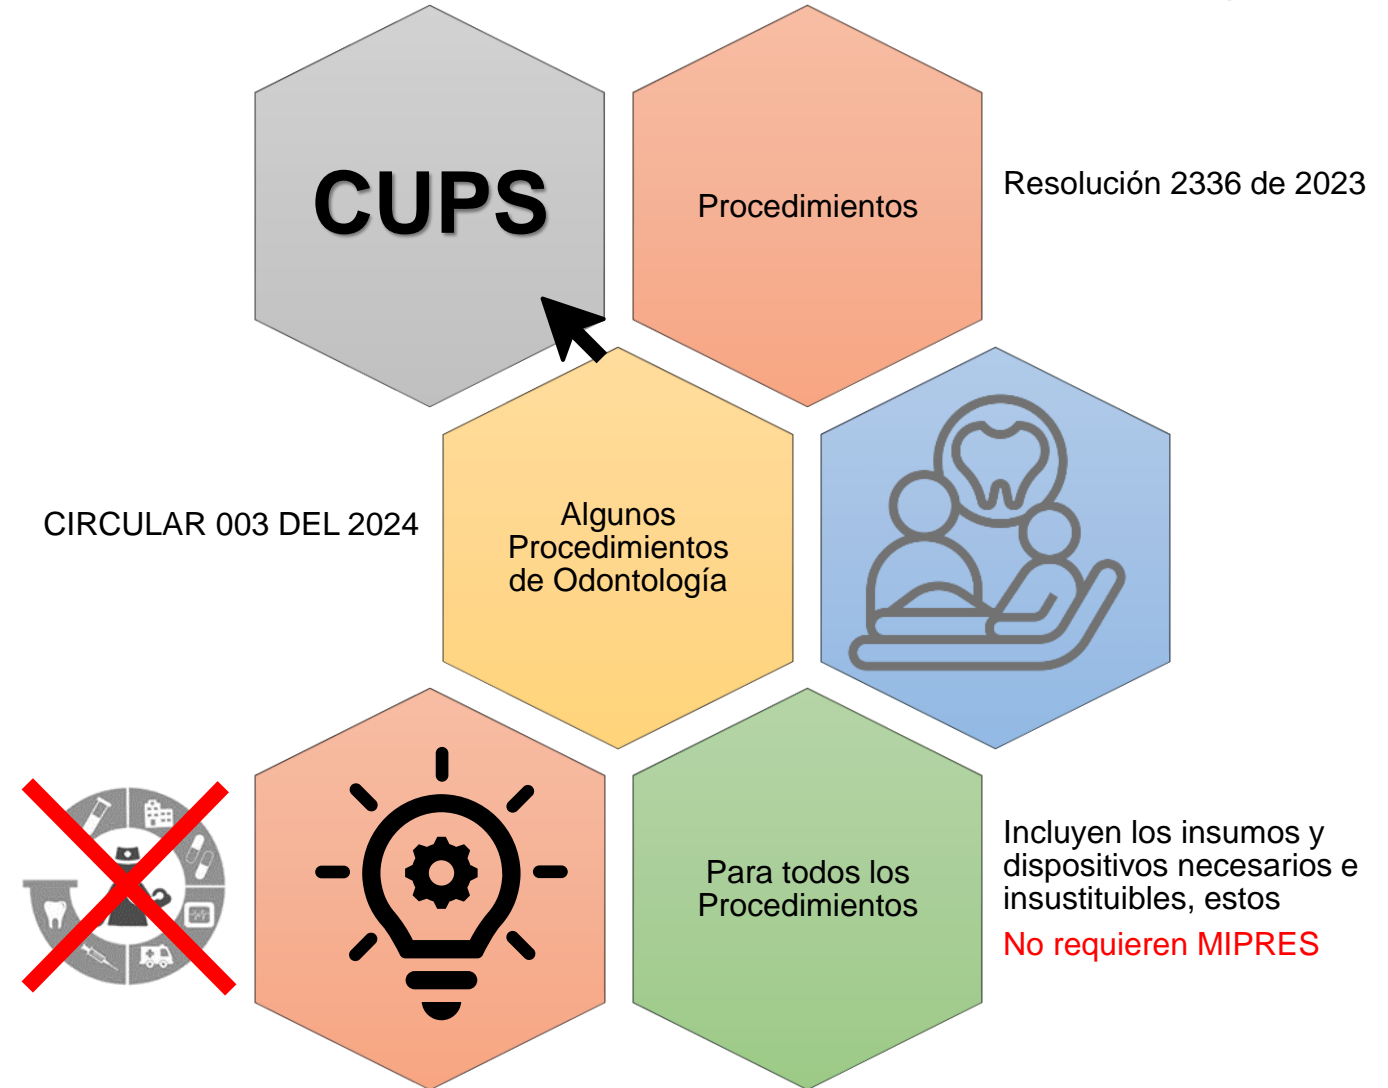 CUPS
Procedimientos
Resolución 2336 de 2023
CIRCULAR 003 DEL 2024
Algunos
Procedimientos
de Odontología
Para todos los
Procedimientos
Incluyen los insumos y
dispositivos necesarios e
insustituibles, estos
No requieren MIPRES